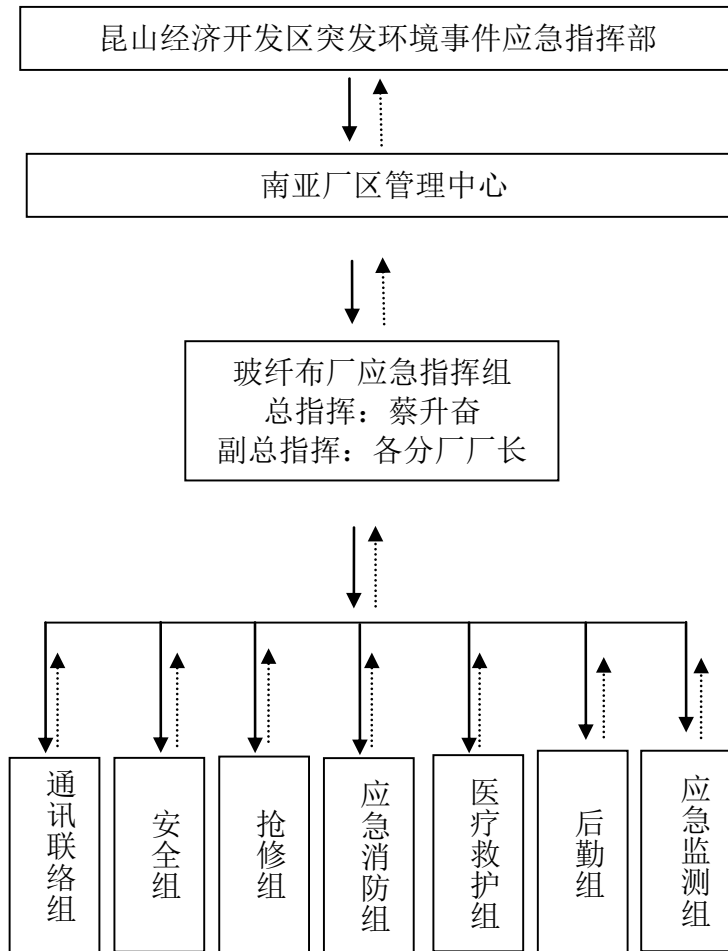 昆山经济开发区突发环境事件应急指挥部
南亚厂区管理中心
玻纤布厂应急指挥组
总指挥：蔡升奋
副总指挥：各分厂厂长
通讯联络组
安全组
抢修组
应急消防组
医疗救护组
后勤组
应急监测组